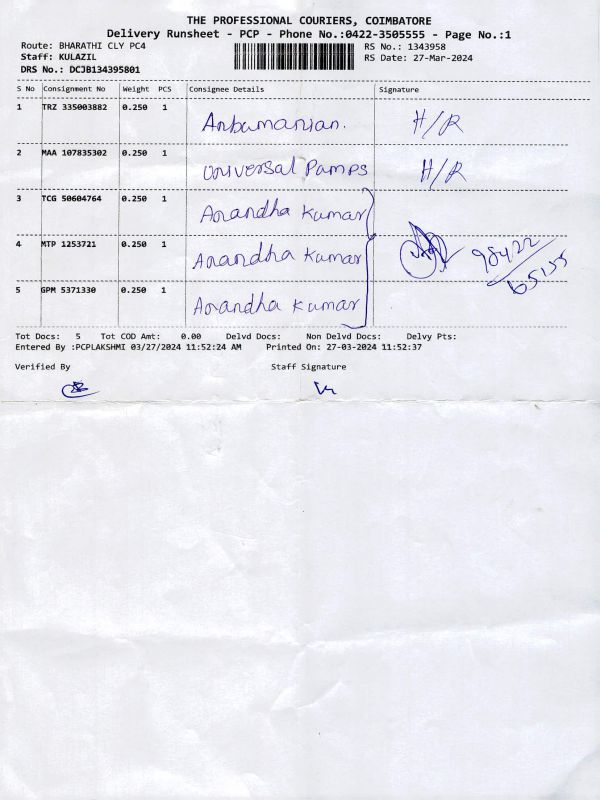 THE PROFESSIONAL COURIERS, COIMBATORE
Delivery Runsheet - PCP - Phone No.:0422-3505555 - Page No.:1
Route: BHARATHI CLY PC4 RS No.: 1343958
Staff: KULAZIL RS Date: 27-Mar-2024
DRS No.: DCJB134395801
S No Consignment No Weight PCS Consignee Details Signature
1 TRZ 335003882 0.250 1 Anbumanian. H/R
2 MAA 107835302 0.250 1 Universal Pamps H/R
3 TCG 50604764 0.250 1 Anandha Kumar
4 MTP 1253721 0.250 1 Anandha Kumar 98422
65155
5 GPM 5371330 0.250 1 Anandha Kumar
Tot Docs: 5 Tot COD Amt: 0.00 Delvd Docs: Non Delvd Docs: Delvy Pts:
Entered By :PCPLAKSHMI 03/27/2024 11:52:24 AM Printed On: 27-03-2024 11:52:37
Verified By Staff Signature